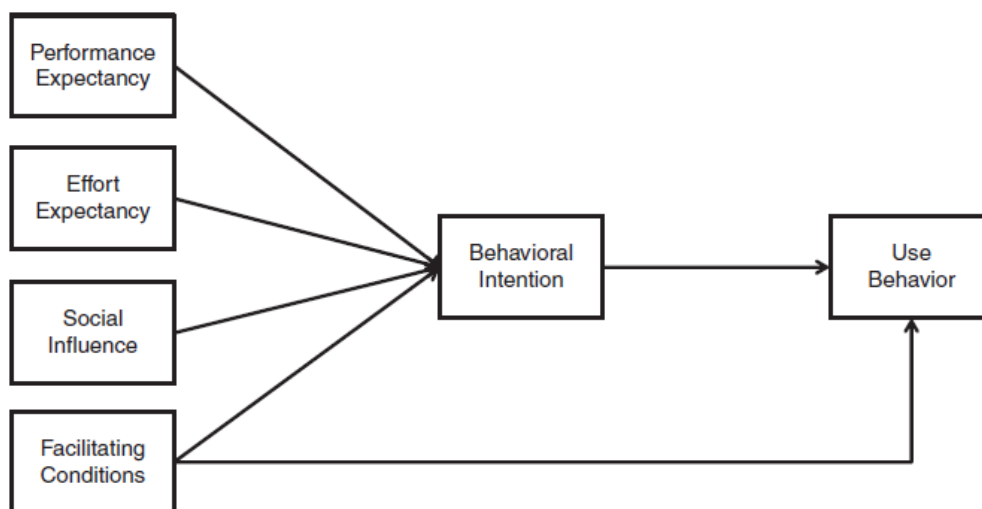 Performance
Expectancy
Effort
Expectancy
Social
Influence
Facilitating
Conditions
Behavioral
Intention
Use
Behavior